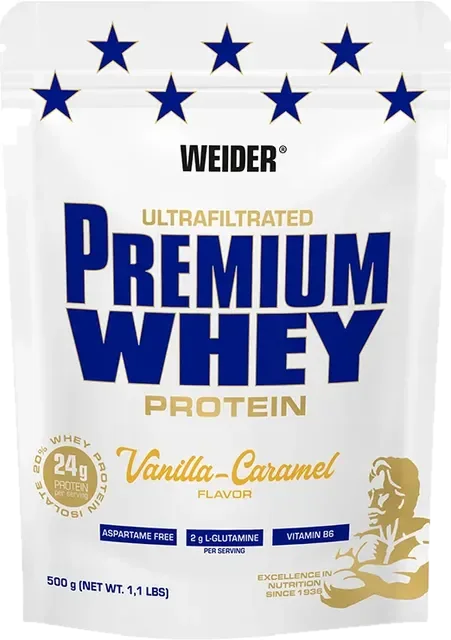 WEIDER®
ULTRAFILTRATED
PREMIUM
WHEY
PROTEIN
20% WHEY PROTEIN ISOLATE
24g
PROTEIN
per serving
Vanilla-Caramel
FLAVOR
ASPARTAME FREE
2 g L-GLUTAMINE
PER SERVING
VITAMIN B6
500 g (NET WT. 1,1 LBS)
EXCELLENCE IN
NUTRITION
SINCE 1936